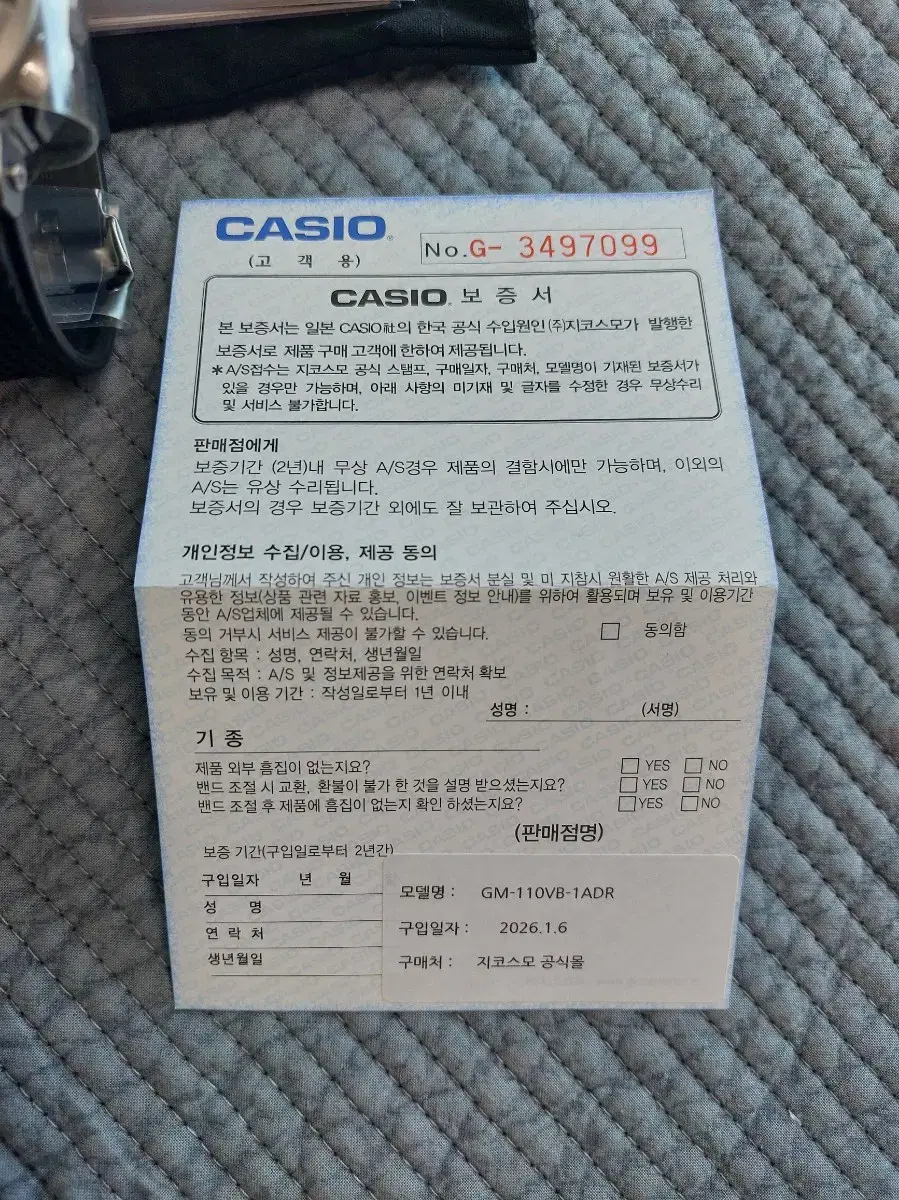 CASIO
(고 객 용)
No.G- 3497099
CASIO 보 증 서
본 보증서는 일본 CASIO社의 한국 공식 수입원인 (주)지코스모가 발행한
보증서로 제품 구매 고객에 한하여 제공됩니다.
* A/S접수는 지코스모 공식 스탬프, 구매일자, 구매처, 모델명이 기재된 보증서가
있을 경우만 가능하며, 아래 사항의 미기재 및 글자를 수정한 경우 무상수리
및 서비스 불가합니다.
판매점에게
보증기간 (2년)내 무상 A/S경우 제품의 결함시에만 가능하며, 이외의
A/S는 유상 수리됩니다.
보증서의 경우 보증기간 외에도 잘 보관하여 주십시오.
개인정보 수집/이용, 제공 동의
고객님께서 작성하여 주신 개인 정보는 보증서 분실 및 미 지참시 원활한 A/S 제공 처리와
유용한 정보(상품 관련 자료 홍보, 이벤트 정보 안내)를 위하여 활용되며 보유 및 이용기간
동안 A/S업체에 제공될 수 있습니다.
동의 거부시 서비스 제공이 불가할 수 있습니다. □ 동의함
수집 항목 : 성명, 연락처, 생년월일
수집 목적 : A/S 및 정보제공을 위한 연락처 확보
보유 및 이용 기간 : 작성일로부터 1년 이내
성명 : (서명)
기 종
제품 외부 흠집이 없는지요? □ YES □ NO
밴드 조절 시 교환, 환불이 불가 한 것을 설명 받으셨는지요? □ YES □ NO
밴드 조절 후 제품에 흠집이 없는지 확인 하셨는지요? □ YES □ NO
(판매점명)
보증 기간(구입일로부터 2년간)
구입일자 년 월
성 명
연 락 처
생년월일
모델명 : GM-110VB-1ADR
구입일자 : 2026.1.6
구매처 : 지코스모 공식몰